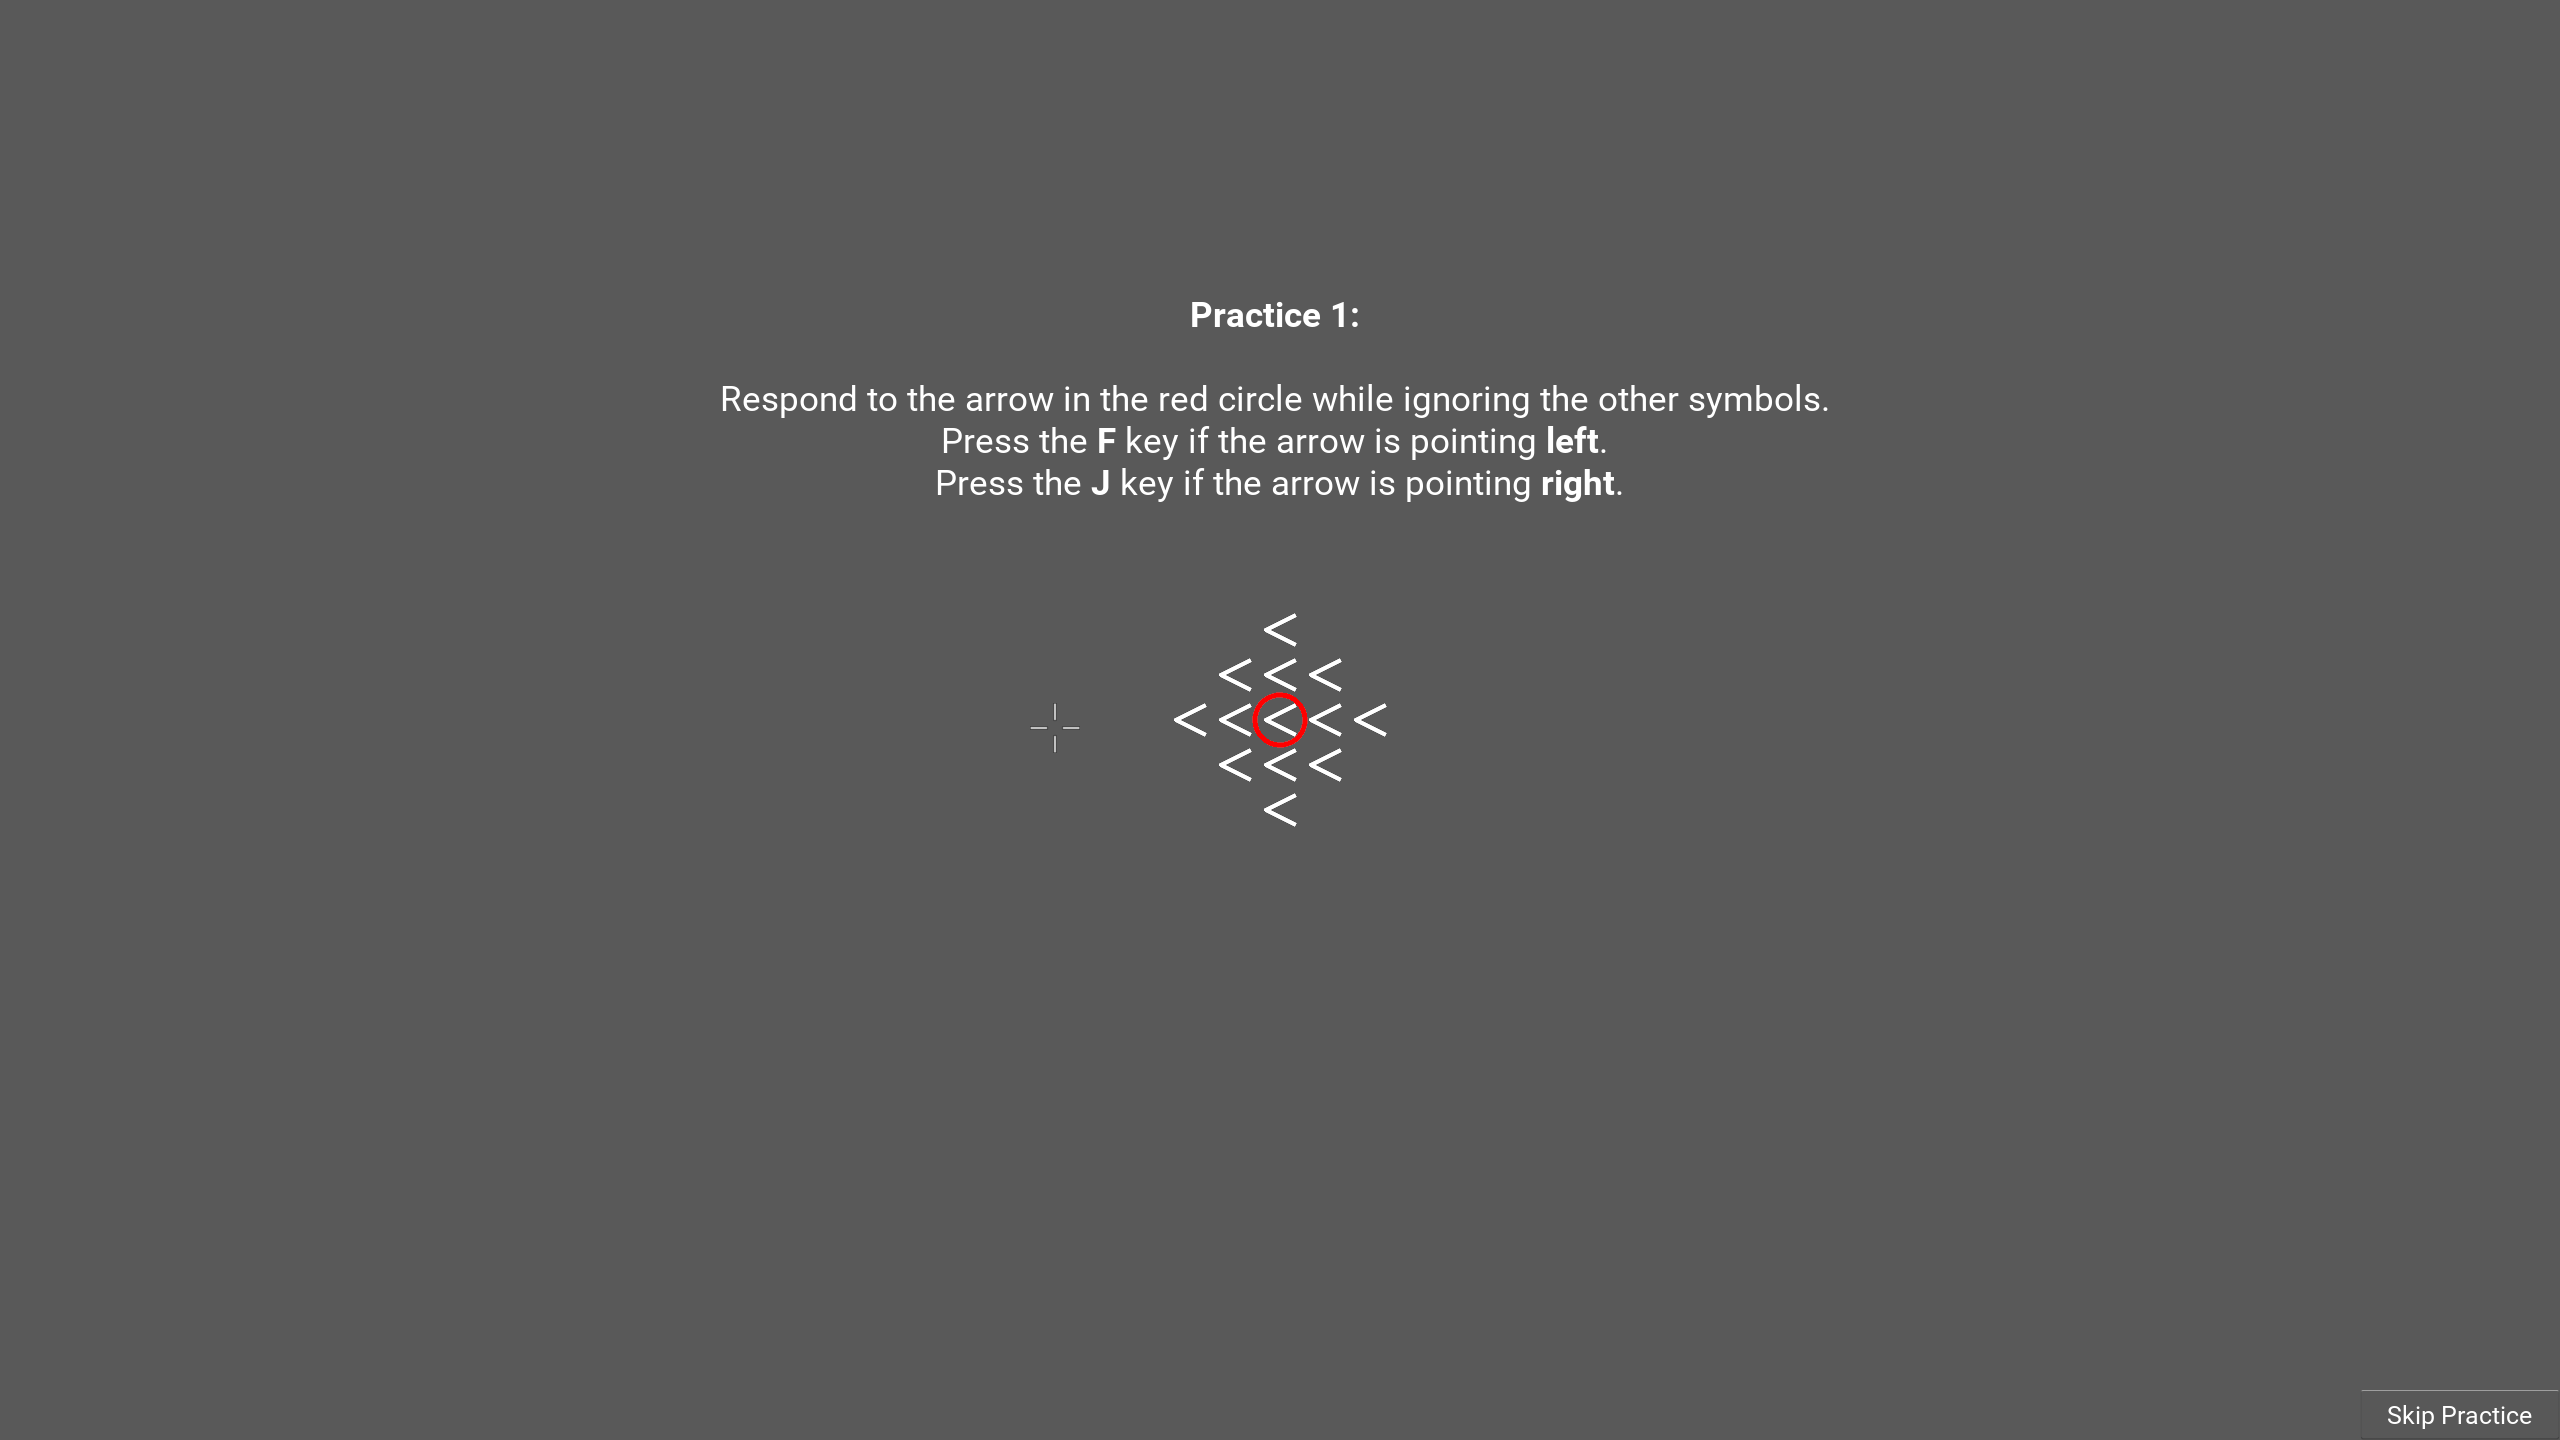 Practice 1:
Respond to the arrow in the red circle while ignoring the other symbols.
Press the F key if the arrow is pointing left.
Press the J key if the arrow is pointing right.
<
< < <
< < < < <
< < <
<
Skip Practice